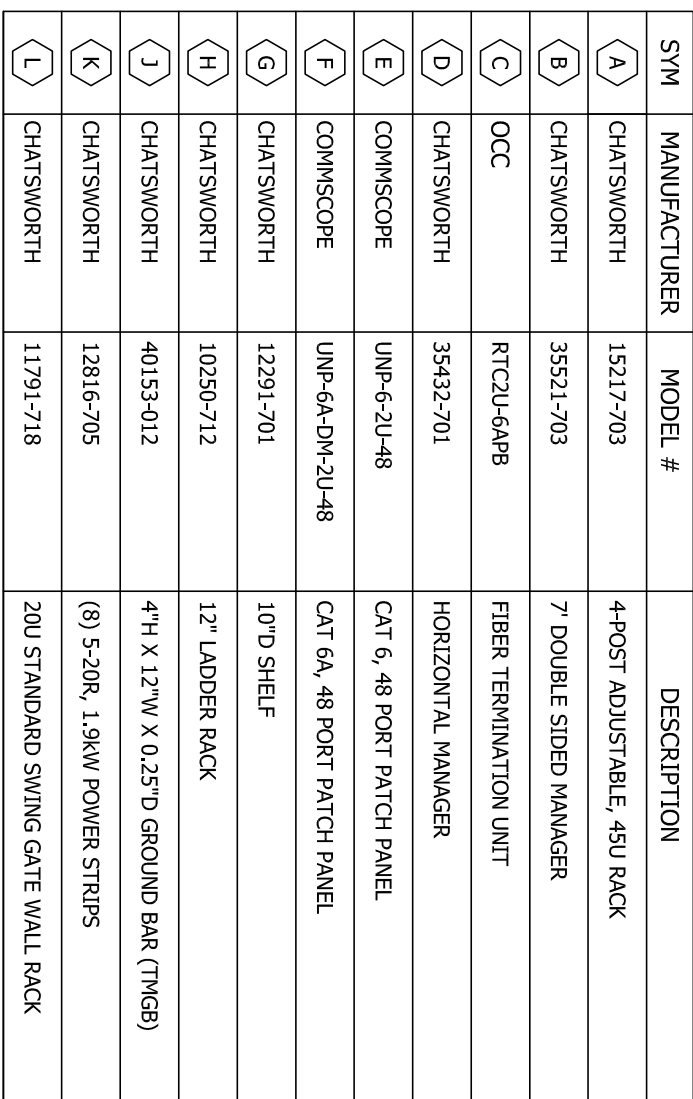 SYM MANUFACTURER MODEL # DESCRIPTION
A CHATSWORTH 15217-703 4-POST ADJUSTABLE, 45U RACK
B CHATSWORTH 35521-703 7' DOUBLE SIDED MANAGER
C OCC RTC2U-6APB FIBER TERMINATION UNIT
D CHATSWORTH 35432-701 HORIZONTAL MANAGER
E COMMSCOPE UNP-6-2U-48 CAT 6, 48 PORT PATCH PANEL
F COMMSCOPE UNP-6A-DM-2U-48 CAT 6A, 48 PORT PATCH PANEL
G CHATSWORTH 12291-701 10"D SHELF
H CHATSWORTH 10250-712 12" LADDER RACK
J CHATSWORTH 40153-012 4"H X 12"W X 0.25"D GROUND BAR (TMGB)
K CHATSWORTH 12816-705 (8) 5-20R, 1.9kW POWER STRIPS
L CHATSWORTH 11791-718 20U STANDARD SWING GATE WALL RACK